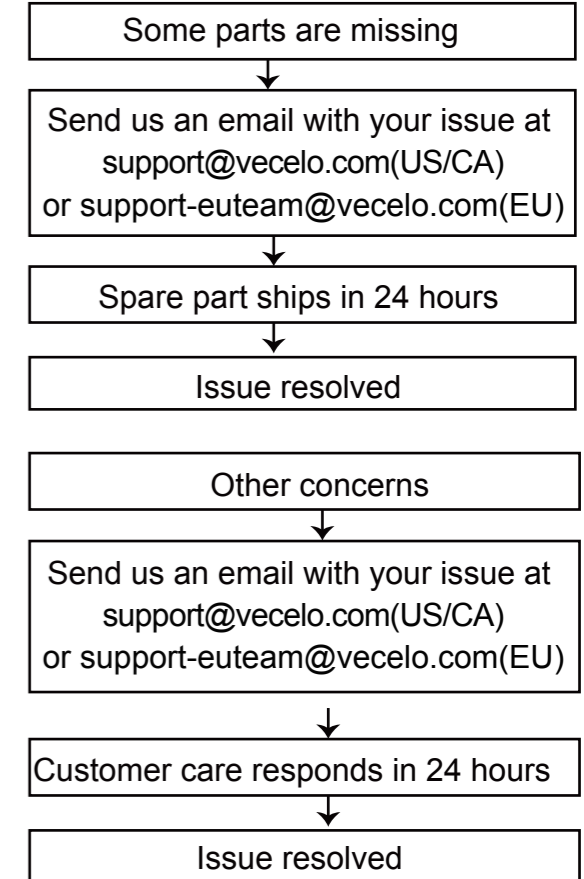 Some parts are missing
Send us an email with your issue at
support@vecelo.com(US/CA)
or support-euteam@vecelo.com(EU)
Spare part ships in 24 hours
Issue resolved
Other concerns
Send us an email with your issue at
support@vecelo.com(US/CA)
or support-euteam@vecelo.com(EU)
Customer care responds in 24 hours
Issue resolved